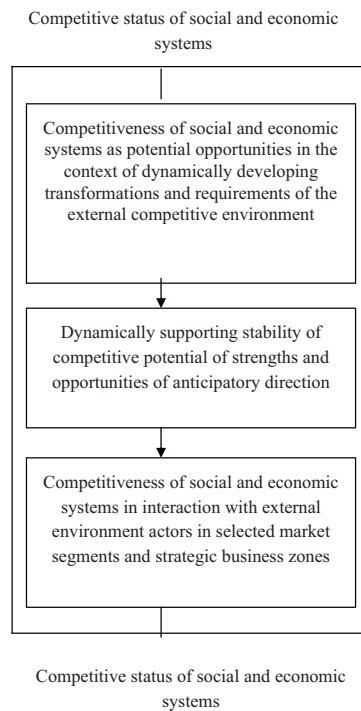 Competitive status of social and economic
systems
Competitiveness of social and economic
systems as potential opportunities in the
context of dynamically developing
transformations and requirements of the
external competitive environment
Dynamically supporting stability of
competitive potential of strengths and
opportunities of anticipatory direction
Competitiveness of social and economic
systems in interaction with external
environment actors in selected market
segments and strategic business zones
Competitive status of social and economic
systems